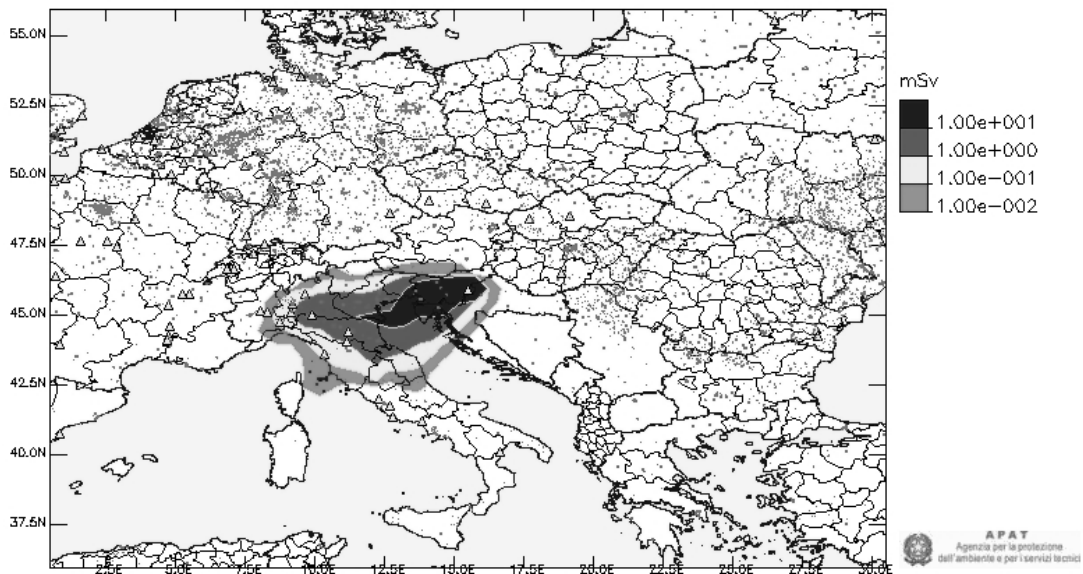 55.0N
52.5N
50.0N
47.5N
45.0N
42.5N
40.0N
37.5N
2.5E
5.0E
7.5E
10.0E
12.5E
15.0E
17.5E
20.0E
22.5E
25.0E
27.5E
30.0E
mSv
1.00e+001
1.00e+000
1.00e-001
1.00e-002
APAT
Agenzia per la protezione
dell'ambiente e per i servizi tecnici